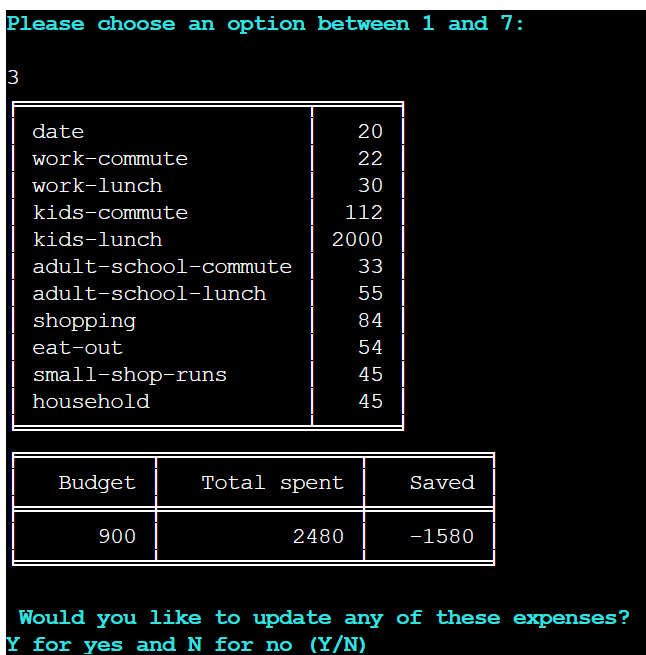 Please choose an option between 1 and 7:
3
date 20
work-commute 22
work-lunch 30
kids-commute 112
kids-lunch 2000
adult-school-commute 33
adult-school-lunch 55
shopping 84
eat-out 54
small-shop-runs 45
household 45
Budget Total spent Saved
900 2480 -1580
Would you like to update any of these expenses?
Y for yes and N for no (Y/N)